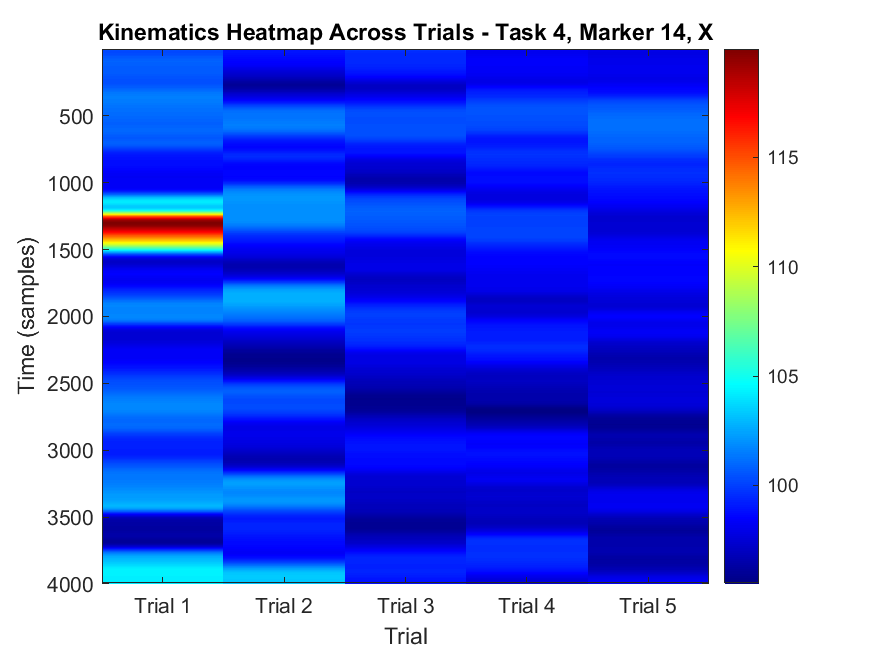 Kinematics Heatmap Across Trials - Task 4, Marker 14, X
Time (samples)
500
1000
1500
2000
2500
3000
3500
4000
Trial 1
Trial 2
Trial 3
Trial 4
Trial 5
Trial
115
110
105
100